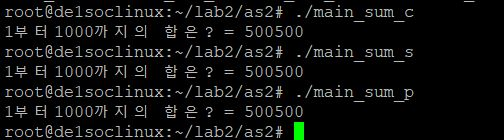 root@de1soclinux:~/lab2/as2# ./main_sum_c
1부터1000까지의 합은? = 500500
root@de1soclinux:~/lab2/as2# ./main_sum_s
1부터1000까지의 합은? = 500500
root@de1soclinux:~/lab2/as2# ./main_sum_p
1부터1000까지의 합은? = 500500
root@de1soclinux:~/lab2/as2#